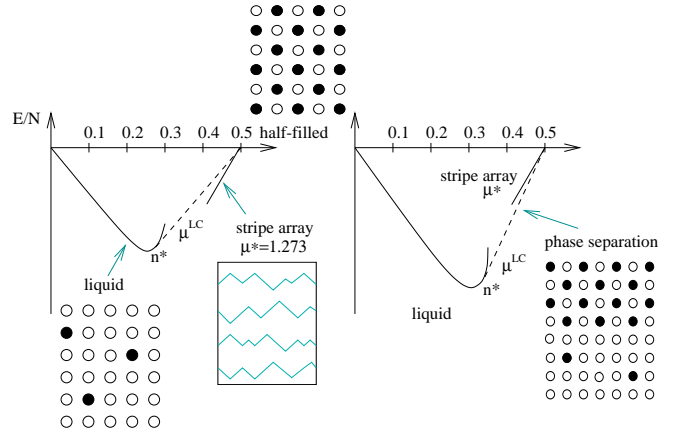 E/N
0.1 0.2 0.3 0.4 0.5 half-filled
μ^LC
n*
stripe array
μ*=1.273
liquid
0.1 0.2 0.3 0.4 0.5
stripe array
μ*
phase separation
μ^LC
n*
liquid